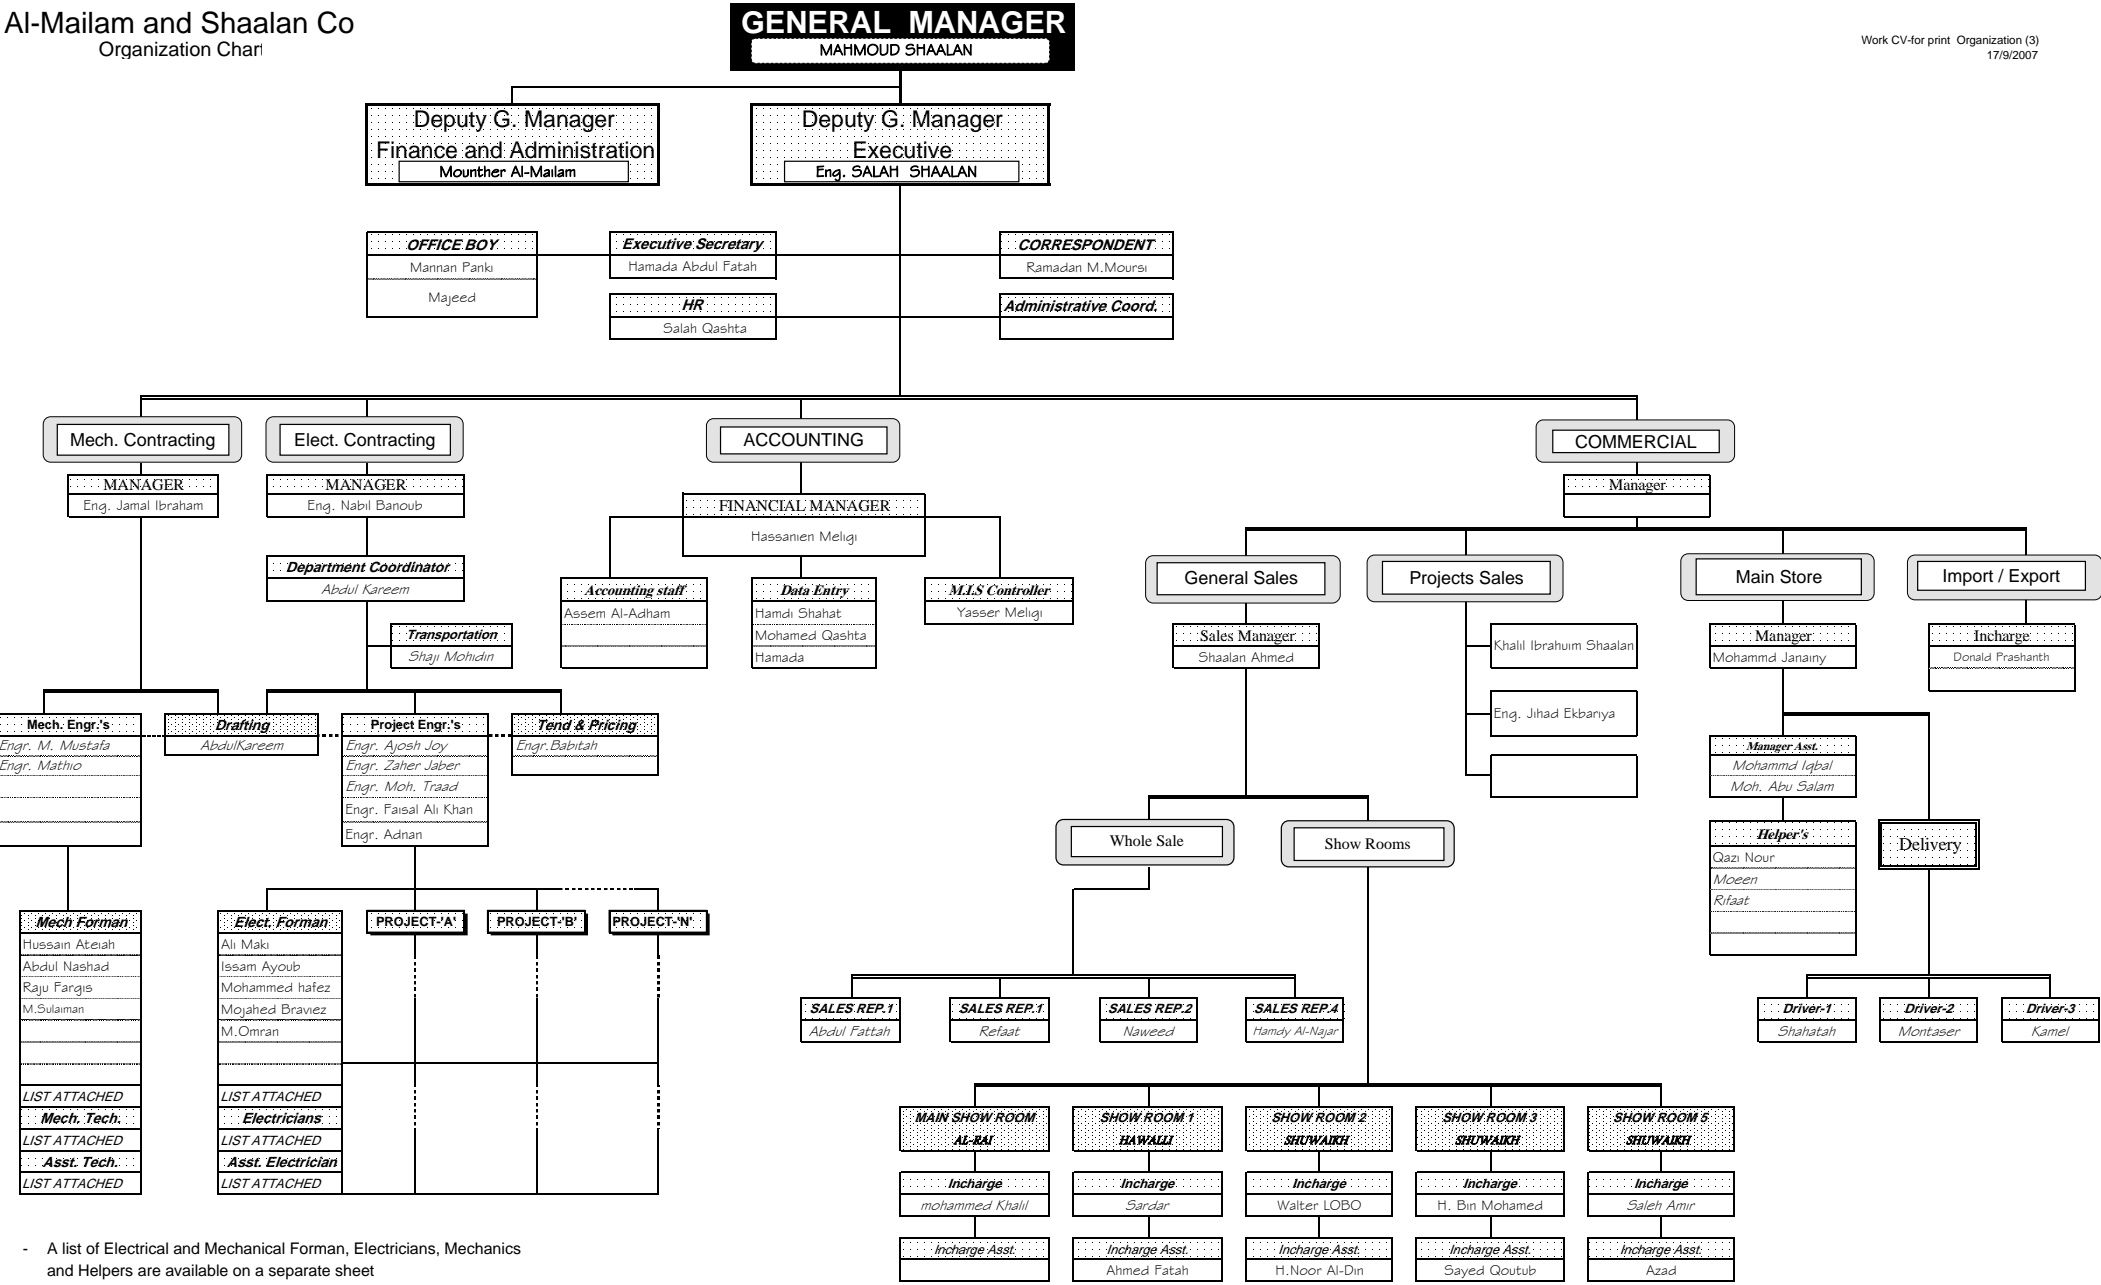 Al-Mailam and Shaalan Co
Organization Chart
GENERAL MANAGER
MAHMOUD SHAALAN
Work CV-for print Organization (3)
17/9/2007
Deputy G. Manager
Finance and Administration
Mounther Al-Mailam
Deputy G. Manager
Executive
Eng. SALAH SHAALAN
OFFICE BOY
Mannan Panki
Majeed
Executive Secretary
Hamada Abdul Fatah
CORRESPONDENT
Ramadan M.Moursi
HR
Salah Qashta
Administrative Coord.
Mech. Contracting
MANAGER
Eng. Jamal Ibraham
Elect. Contracting
MANAGER
Eng. Nabil Banoub
Department Coordinator
Abdul Kareem
Transportation
Shaji Mohidin
ACCOUNTING
FINANCIAL MANAGER
Hassanien Meligi
Accounting staff
Assem Al-Adham
Data Entry
Hamdi Shahat
Mohamed Qashta
Hamada
M.I.S Controller
Yasser Meligi
COMMERCIAL
Manager
General Sales
Sales Manager
Shaalan Ahmed
Projects Sales
Khalil Ibrahuim Shaalan
Eng. Jihad Ekbariya
Main Store
Manager
Mohammd Janainy
Import / Export
Incharge
Donald Prashanth
Mech. Engr.'s
Engr. M. Mustafa
Engr. Mathio
Drafting
AbdulKareem
Project Engr.'s
Engr. Ajosh Joy
Engr. Zaher Jaber
Engr. Moh. Traad
Engr. Faisal Ali Khan
Engr. Adnan
Tend & Pricing
Engr.Babitah
Manager Asst.
Mohammd Iqbal
Moh. Abu Salam
Helper's
Qazi Nour
Moeen
Rifaat
Delivery
Whole Sale
Show Rooms
Mech Forman
Hussain Ateiah
Abdul Nashad
Raju Fargis
M.Sulaiman
LIST ATTACHED
Mech. Tech.
LIST ATTACHED
Asst. Tech.
LIST ATTACHED
Elect. Forman
Ali Maki
Issam Ayoub
Mohammed hafez
Mojahed Braviez
M.Omran
LIST ATTACHED
Electricians
LIST ATTACHED
Asst. Electrician
LIST ATTACHED
PROJECT-'A'
PROJECT-'B'
PROJECT-'N'
SALES REP.1
Abdul Fattah
SALES REP.1
Refaat
SALES REP.2
Naweed
SALES REP.4
Hamdy Al-Najar
Driver-1
Shahatah
Driver-2
Montaser
Driver-3
Kamel
MAIN SHOW ROOM
AL-RAI
Incharge
mohammed Khalil
Incharge Asst.
SHOW ROOM 1
HAWALLI
Incharge
Sardar
Incharge Asst.
Ahmed Fatah
SHOW ROOM 2
SHUWAIKH
Incharge
Walter LOBO
Incharge Asst.
H.Noor Al-Din
SHOW ROOM 3
SHUWAIKH
Incharge
H. Bin Mohamed
Incharge Asst.
Sayed Qoutub
SHOW ROOM 5
SHUWAIKH
Incharge
Saleh Amir
Incharge Asst.
Azad
- A list of Electrical and Mechanical Forman, Electricians, Mechanics
and Helpers are available on a separate sheet